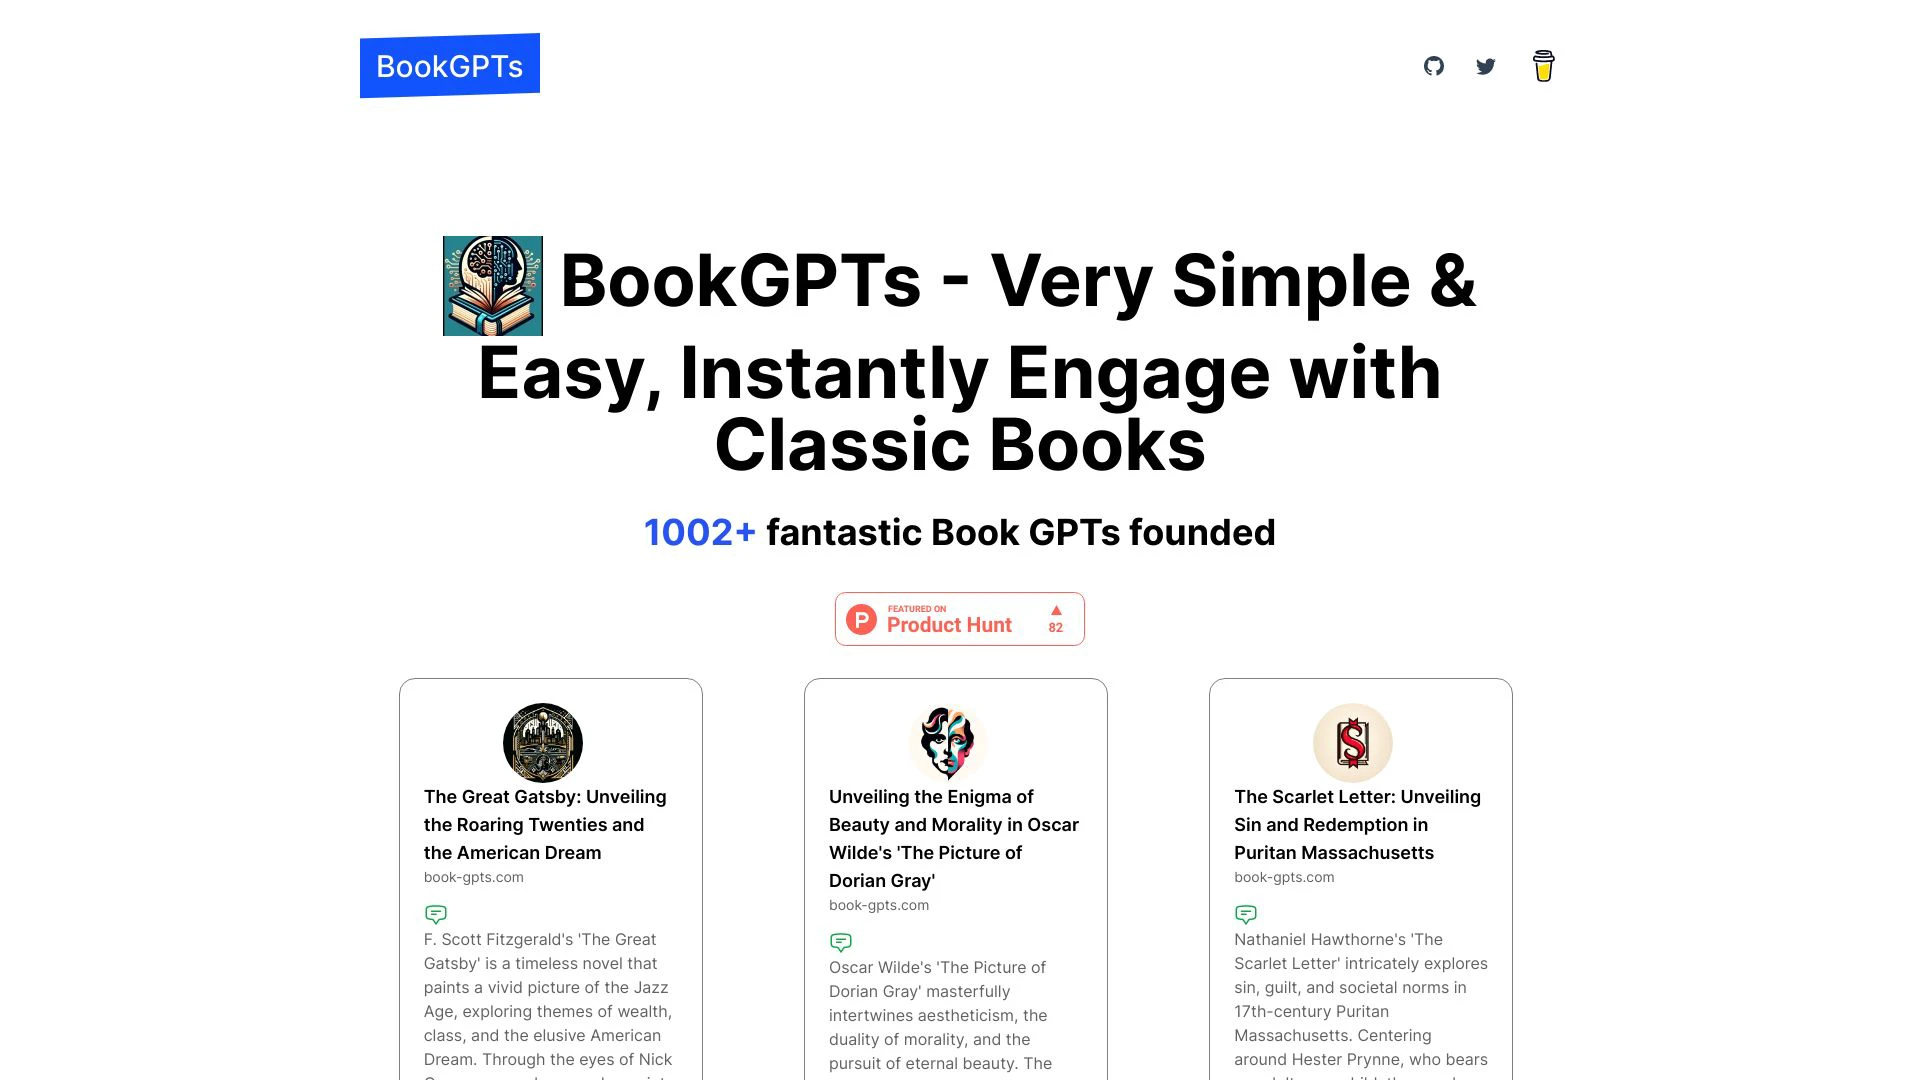 BookGPTs
BookGPTs - Very Simple &
Easy, Instantly Engage with
Classic Books
1002+ fantastic Book GPTs founded
FEATURED ON
Product Hunt
82
The Great Gatsby: Unveiling
the Roaring Twenties and
the American Dream
book-gpts.com
F. Scott Fitzgerald's 'The Great
Gatsby' is a timeless novel that
paints a vivid picture of the Jazz
Age, exploring themes of wealth,
class, and the elusive American
Dream. Through the eyes of Nick
Unveiling the Enigma of
Beauty and Morality in Oscar
Wilde's 'The Picture of
Dorian Gray'
book-gpts.com
Oscar Wilde's 'The Picture of
Dorian Gray' masterfully
intertwines aestheticism, the
duality of morality, and the
pursuit of eternal beauty. The
The Scarlet Letter: Unveiling
Sin and Redemption in
Puritan Massachusetts
book-gpts.com
Nathaniel Hawthorne's 'The
Scarlet Letter' intricately explores
sin, guilt, and societal norms in
17th-century Puritan
Massachusetts. Centering
around Hester Prynne, who bears